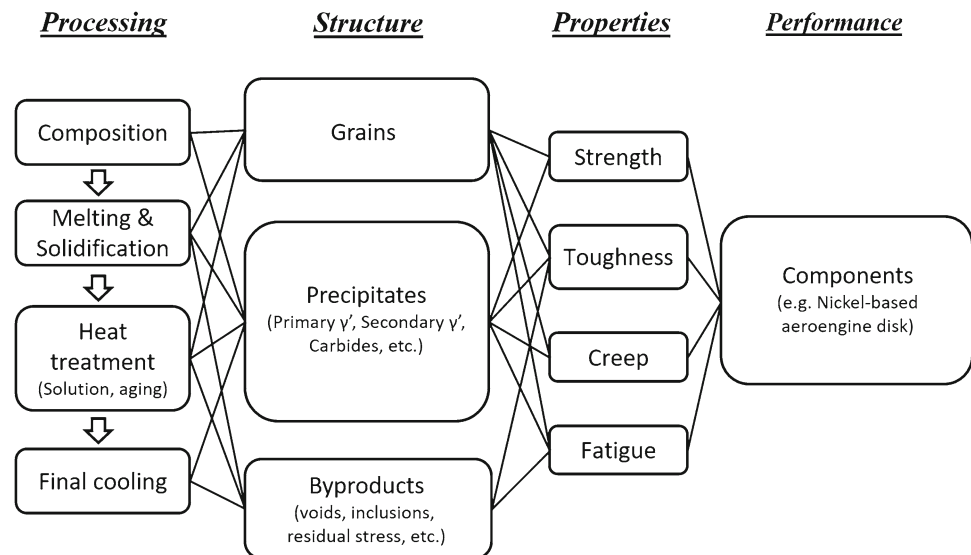 Processing
Structure
Properties
Performance
Composition
Melting &
Solidification
Heat
treatment
(Solution, aging)
Final cooling
Grains
Precipitates
(Primary γ’, Secondary γ’,
Carbides, etc.)
Byproducts
(voids, inclusions,
residual stress, etc.)
Strength
Toughness
Creep
Fatigue
Components
(e.g. Nickel-based
aeroengine disk)